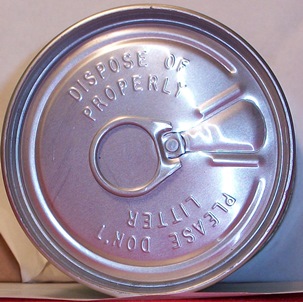 DISPOSE OF
PROPERLY
PLEASE DON'T
LITTER